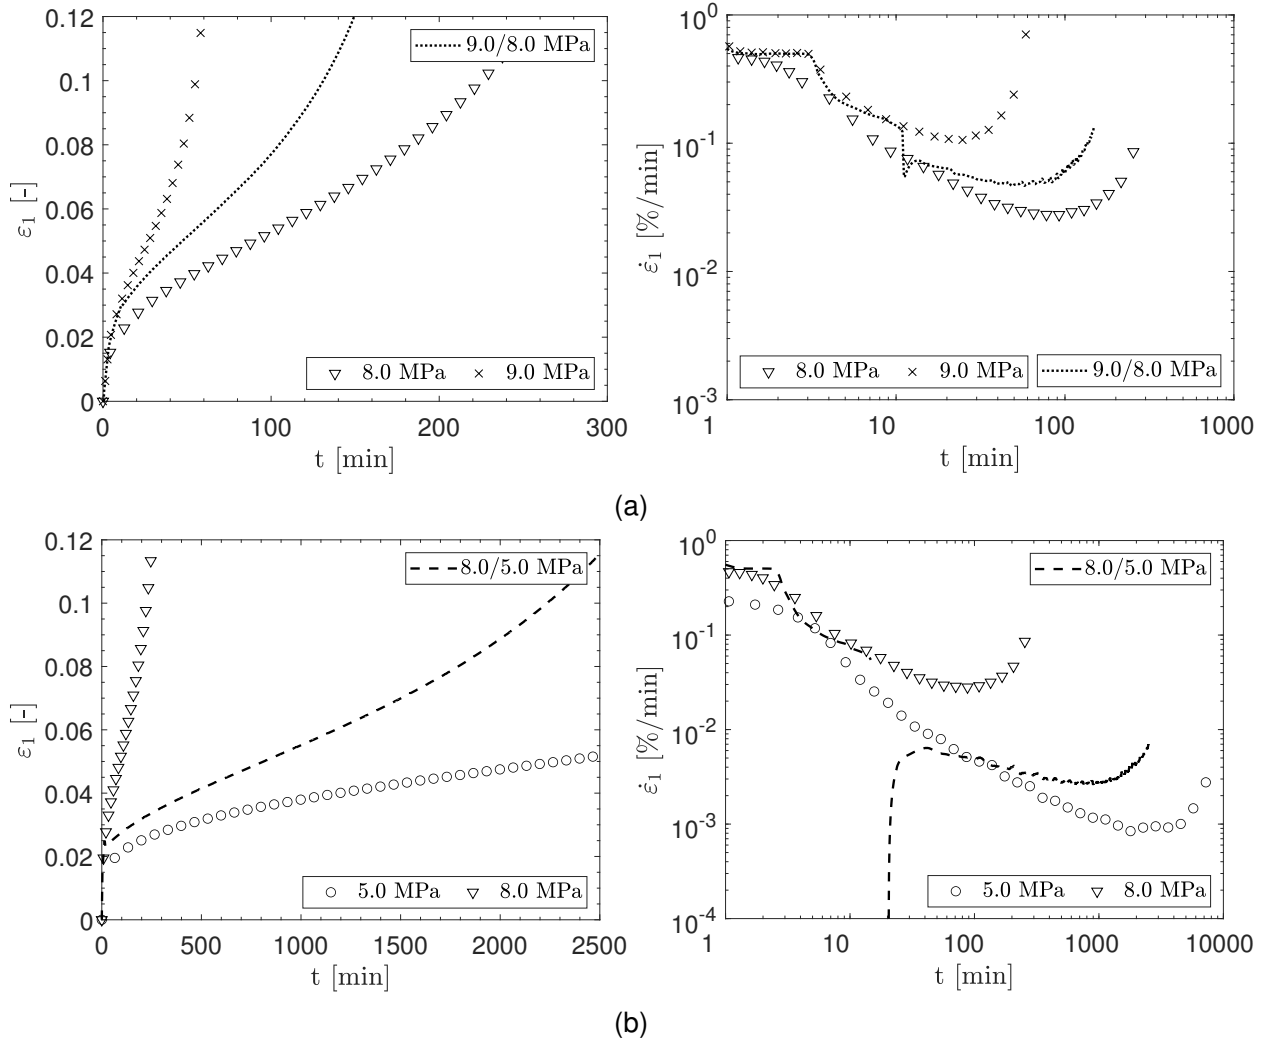 0.12
0.1
0.08
0.06
0.04
0.02
0
ε₁ [-]
9.0/8.0 MPa
8.0 MPa 9.0 MPa
0 100 200 300
t [min]
10⁰
10⁻¹
10⁻²
10⁻³
ε̇₁ [%/min]
8.0 MPa 9.0 MPa 9.0/8.0 MPa
1 10 100 1000
t [min]
(a)
0.12
0.1
0.08
0.06
0.04
0.02
0
ε₁ [-]
8.0/5.0 MPa
5.0 MPa 8.0 MPa
0 500 1000 1500 2000 2500
t [min]
10⁰
10⁻¹
10⁻²
10⁻³
10⁻⁴
ε̇₁ [%/min]
8.0/5.0 MPa
5.0 MPa 8.0 MPa
1 10 100 1000 10000
t [min]
(b)